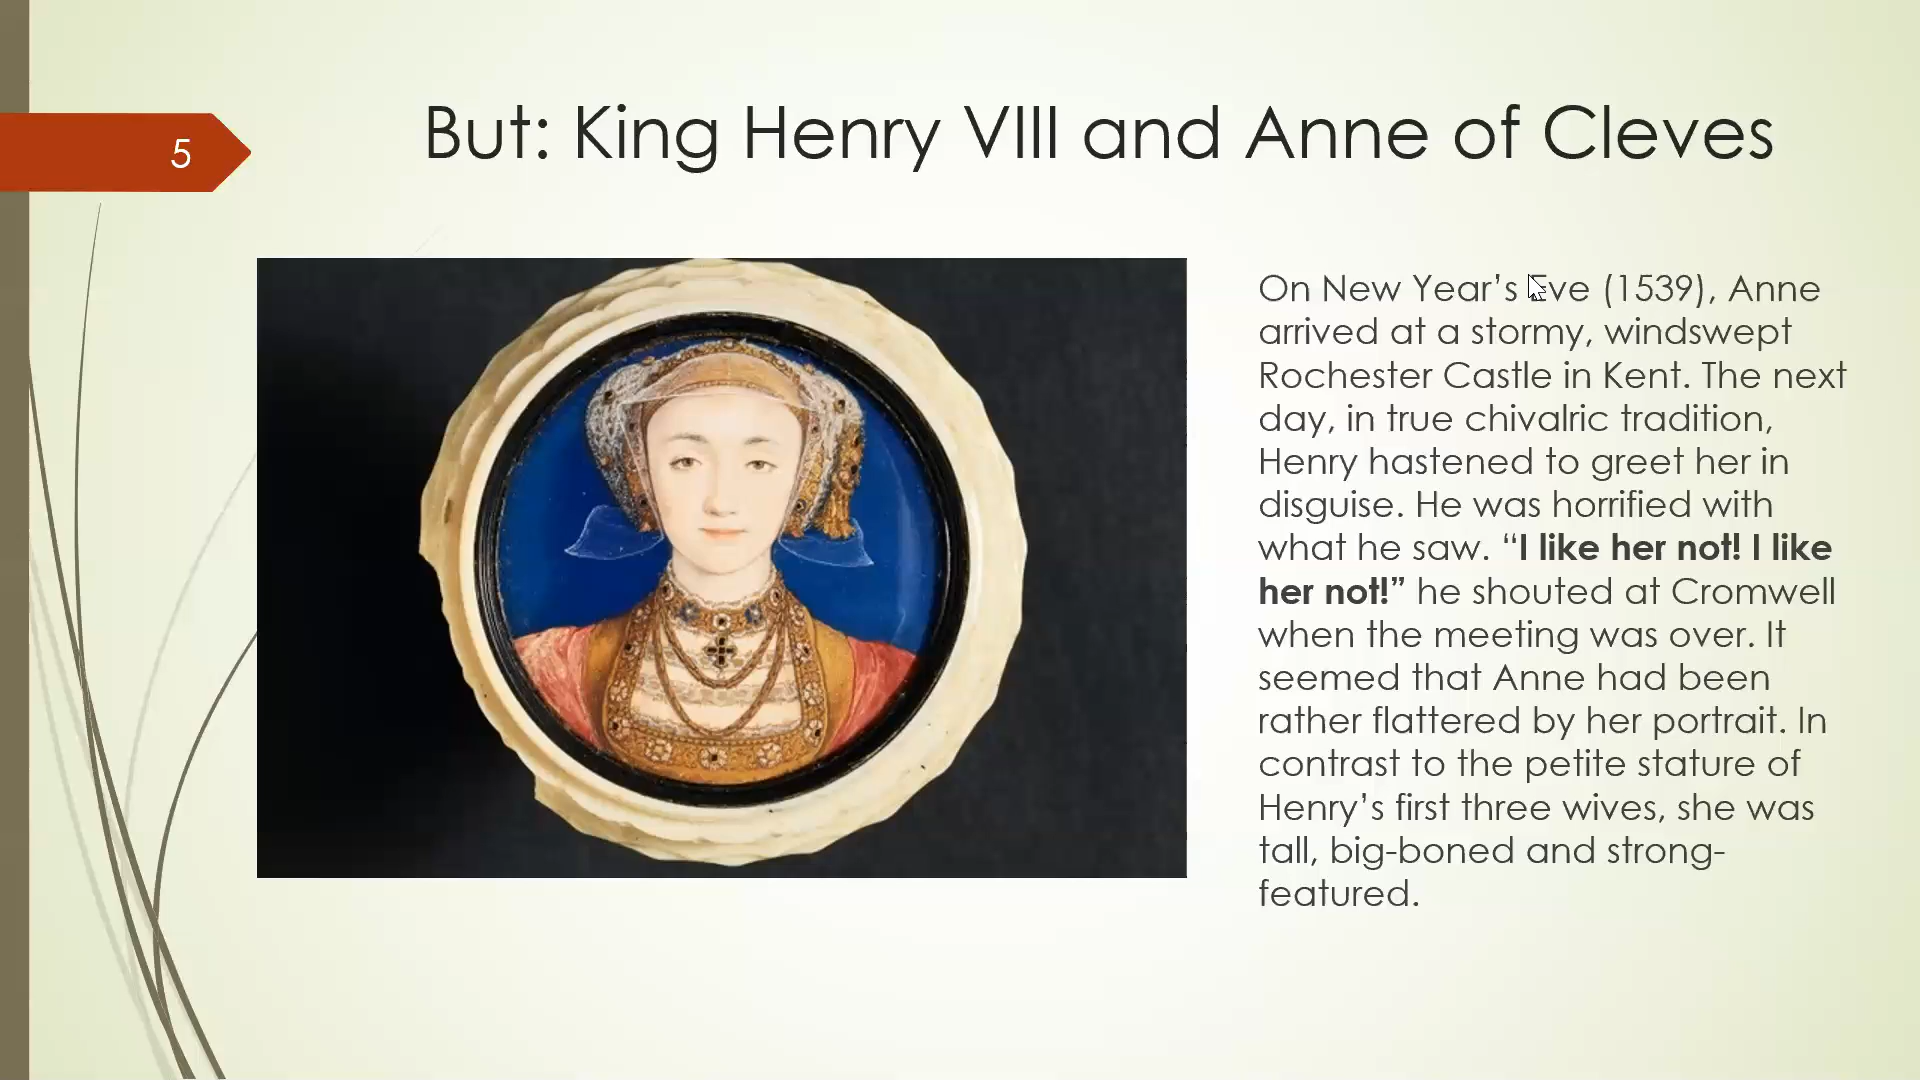 5
But: King Henry VIII and Anne of Cleves
On New Year’s Eve (1539), Anne
arrived at a stormy, windswept
Rochester Castle in Kent. The next
day, in true chivalric tradition,
Henry hastened to greet her in
disguise. He was horrified with
what he saw. “I like her not! I like
her not!” he shouted at Cromwell
when the meeting was over. It
seemed that Anne had been
rather flattered by her portrait. In
contrast to the petite stature of
Henry’s first three wives, she was
tall, big-boned and strong-
featured.